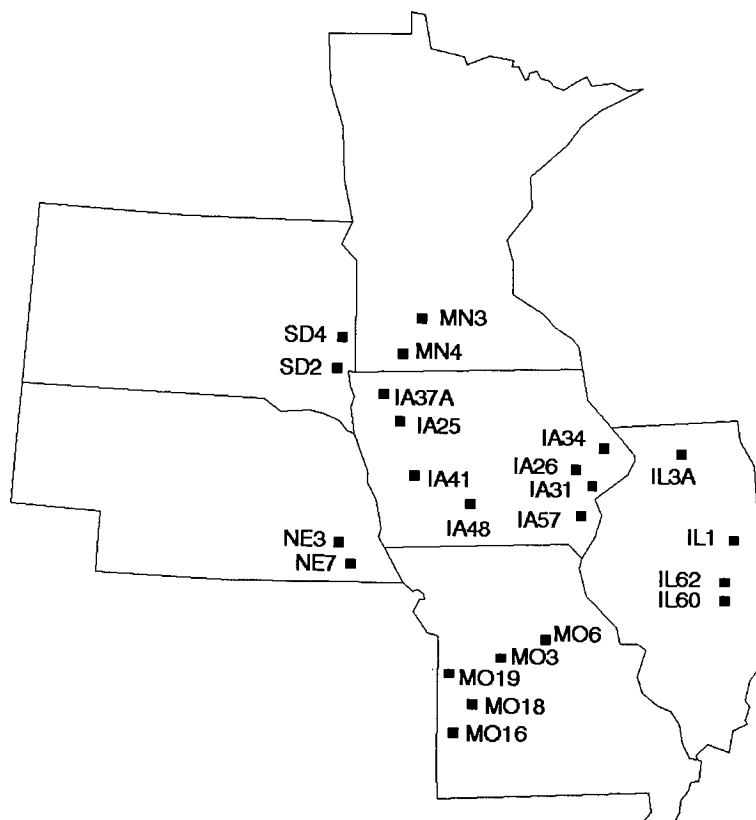 MN3
SD4
MN4
SD2
IA37A
IA25
IA34
IA26
IL3A
IA41
IA31
IA57
IA48
NE3
IL1
NE7
IL62
IL60
MO6
MO3
MO19
MO18
MO16